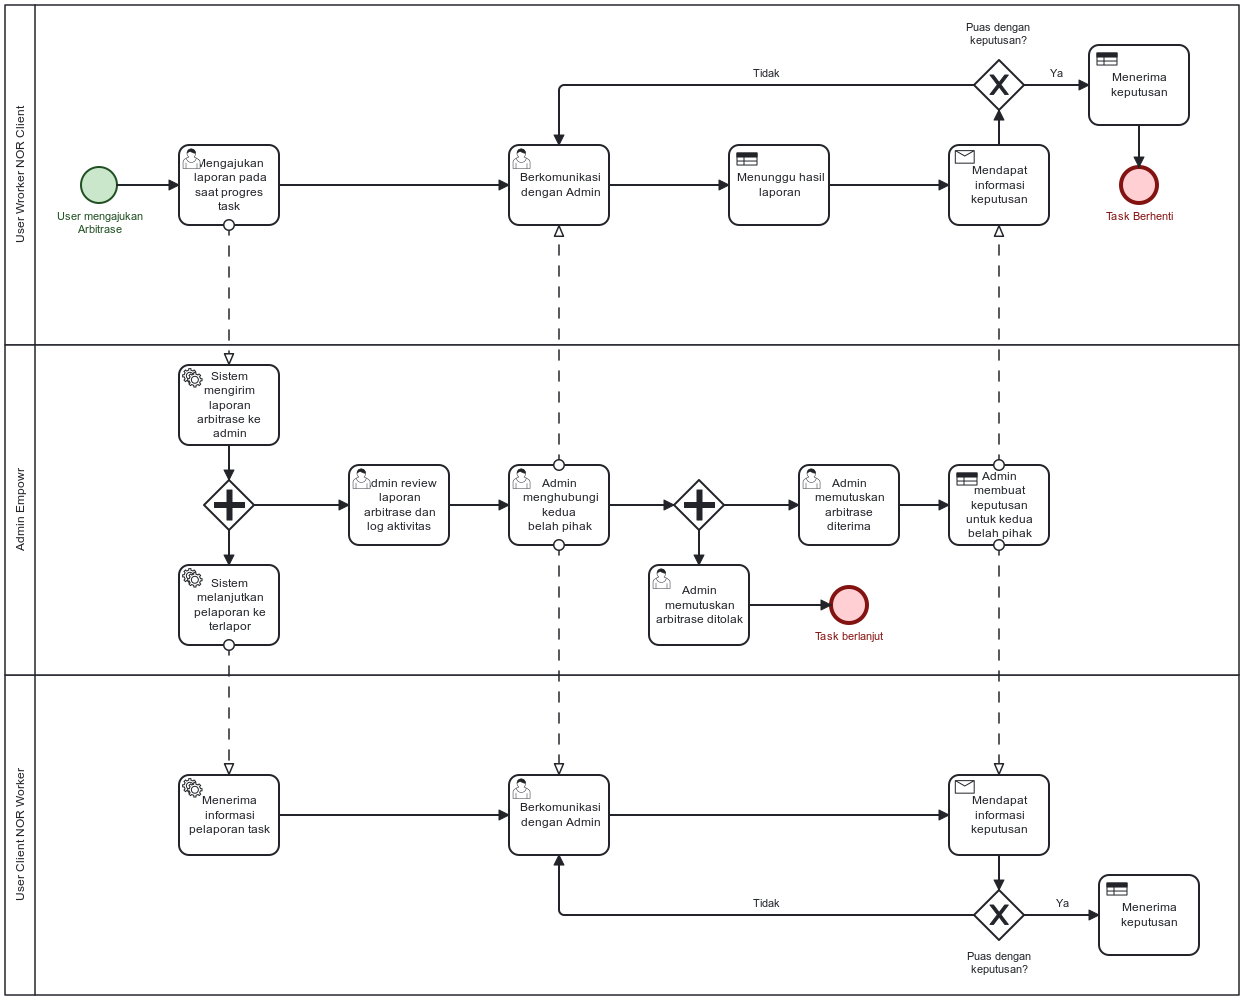 User Wroker NOR Client
User mengajukan
Arbitrase
Mengajukan
laporan pada
saat progres
task
Berkomunikasi
dengan Admin
Menunggu hasil
laporan
Mendapat
informasi
keputusan
Puas dengan
keputusan?
Tidak
Ya
Menerima
keputusan
Task Berhenti
Admin Empowr
Sistem
mengirim
laporan
arbitrase ke
admin
Sistem
melanjutkan
pelaporan ke
terlapor
Admin review
laporan
arbitrase dan
log aktivitas
Admin
menghubungi
kedua
belah pihak
Admin
memutuskan
arbitrase
diterima
Admin
memutuskan
arbitrase ditolak
Task berlanjut
Admin
membuat
keputusan
untuk kedua
belah pihak
User Client NOR Worker
Menerima
informasi
pelaporan task
Berkomunikasi
dengan Admin
Mendapat
informasi
keputusan
Tidak
Ya
Puas dengan
keputusan?
Menerima
keputusan